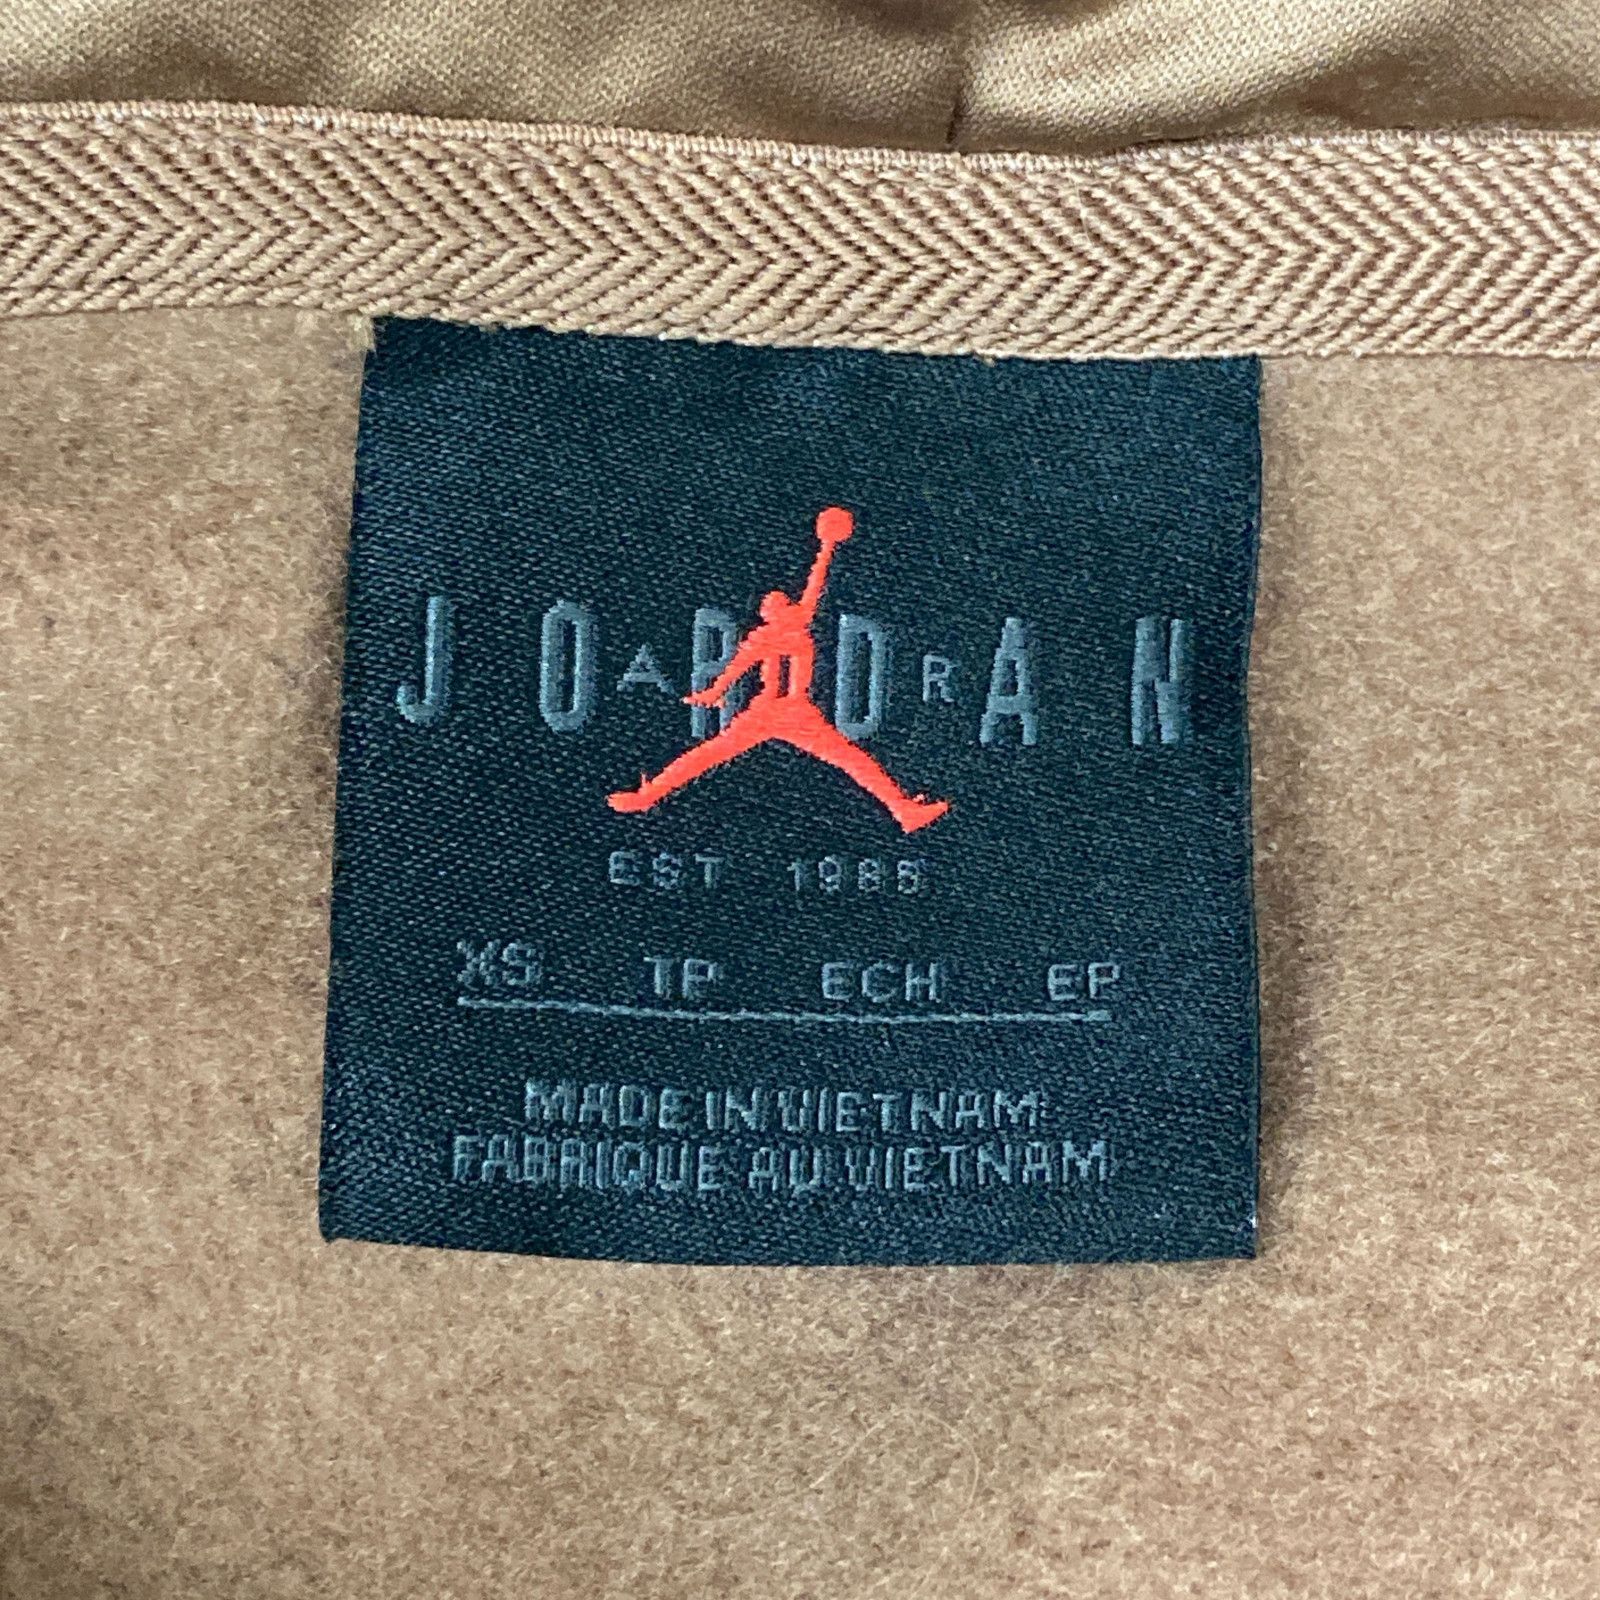 JORDAN
AIR
EST 1985
XS TP ECH EP
MADE IN VIETNAM
FABRIQUE AU VIETNAM